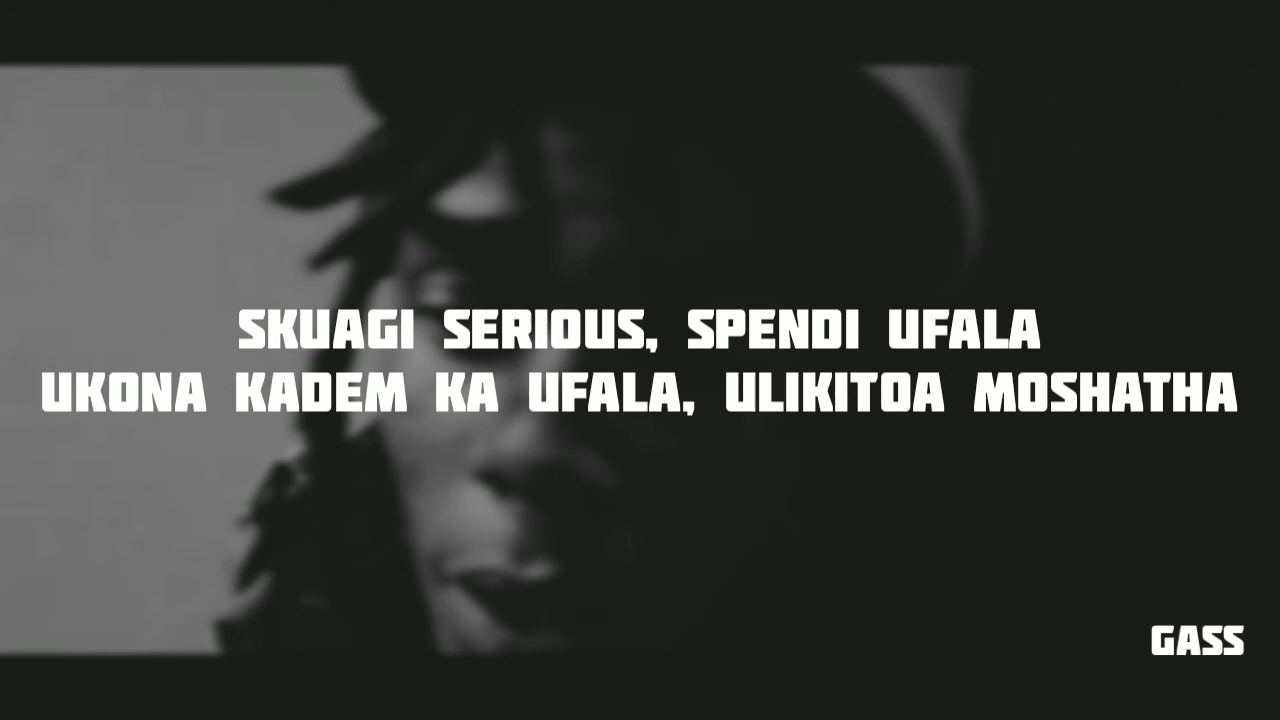 SKUAGI SERIOUS, SPENDI UFALA
UKONA KADEM KA UFALA, ULIKITOA MOSHATHA
GASS